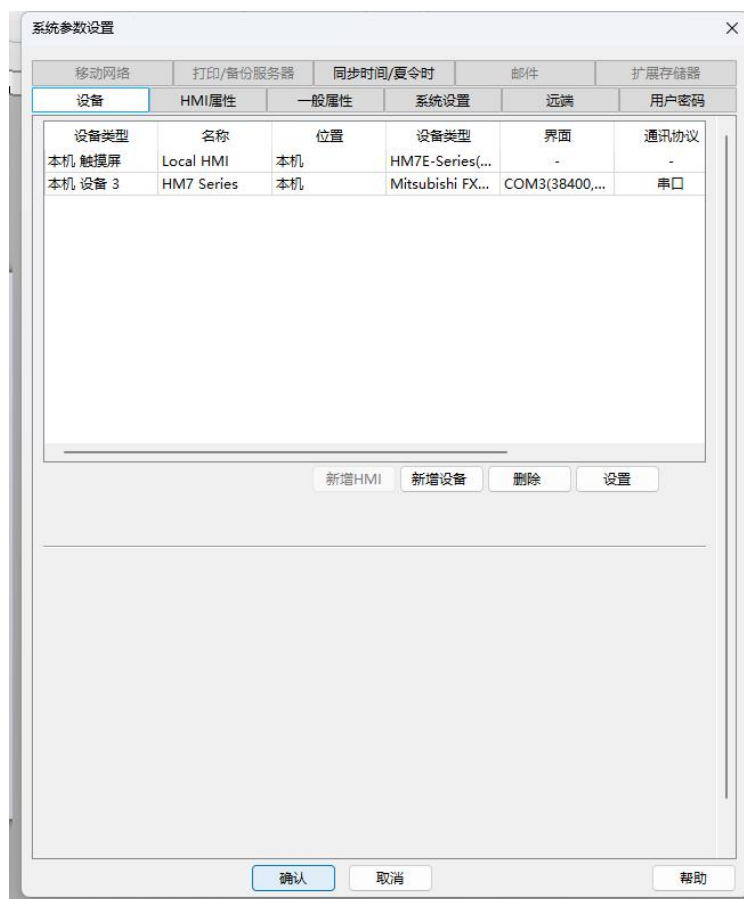 系统参数设置
移动网络 打印/备份服务器 同步时间/夏令时 邮件 扩展存储器
设备 HMI属性 一般属性 系统设置 远端 用户密码
设备类型 名称 位置 设备类型 界面 通讯协议
本机 触摸屏 Local HMI 本机 HM7E-Series(... - -
本机 设备 3 HM7 Series 本机 Mitsubishi FX... COM3(38400,... 串口
新增HMI 新增设备 删除 设置
确认 取消 帮助